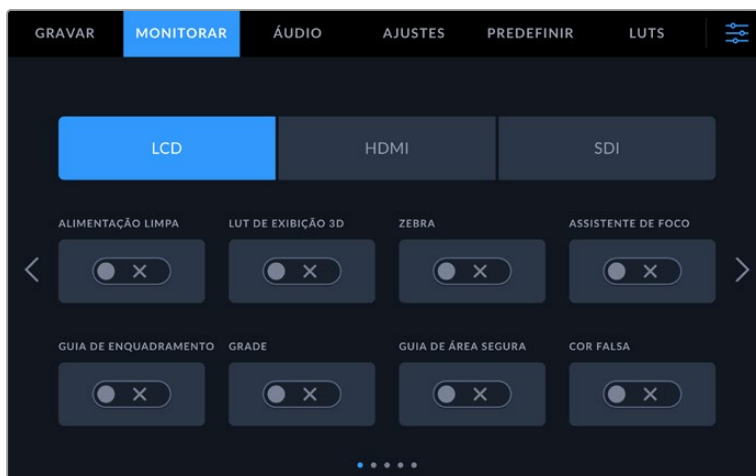 GRAVAR MONITORAR ÁUDIO AJUSTES PREDEFINIR LUTS
LCD HDMI SDI
ALIMENTAÇÃO LIMPA LUT DE EXIBIÇÃO 3D ZEBRA ASSISTENTE DE FOCO
GUIA DE ENQUADRAMENTO GRADE GUIA DE ÁREA SEGURA COR FALSA